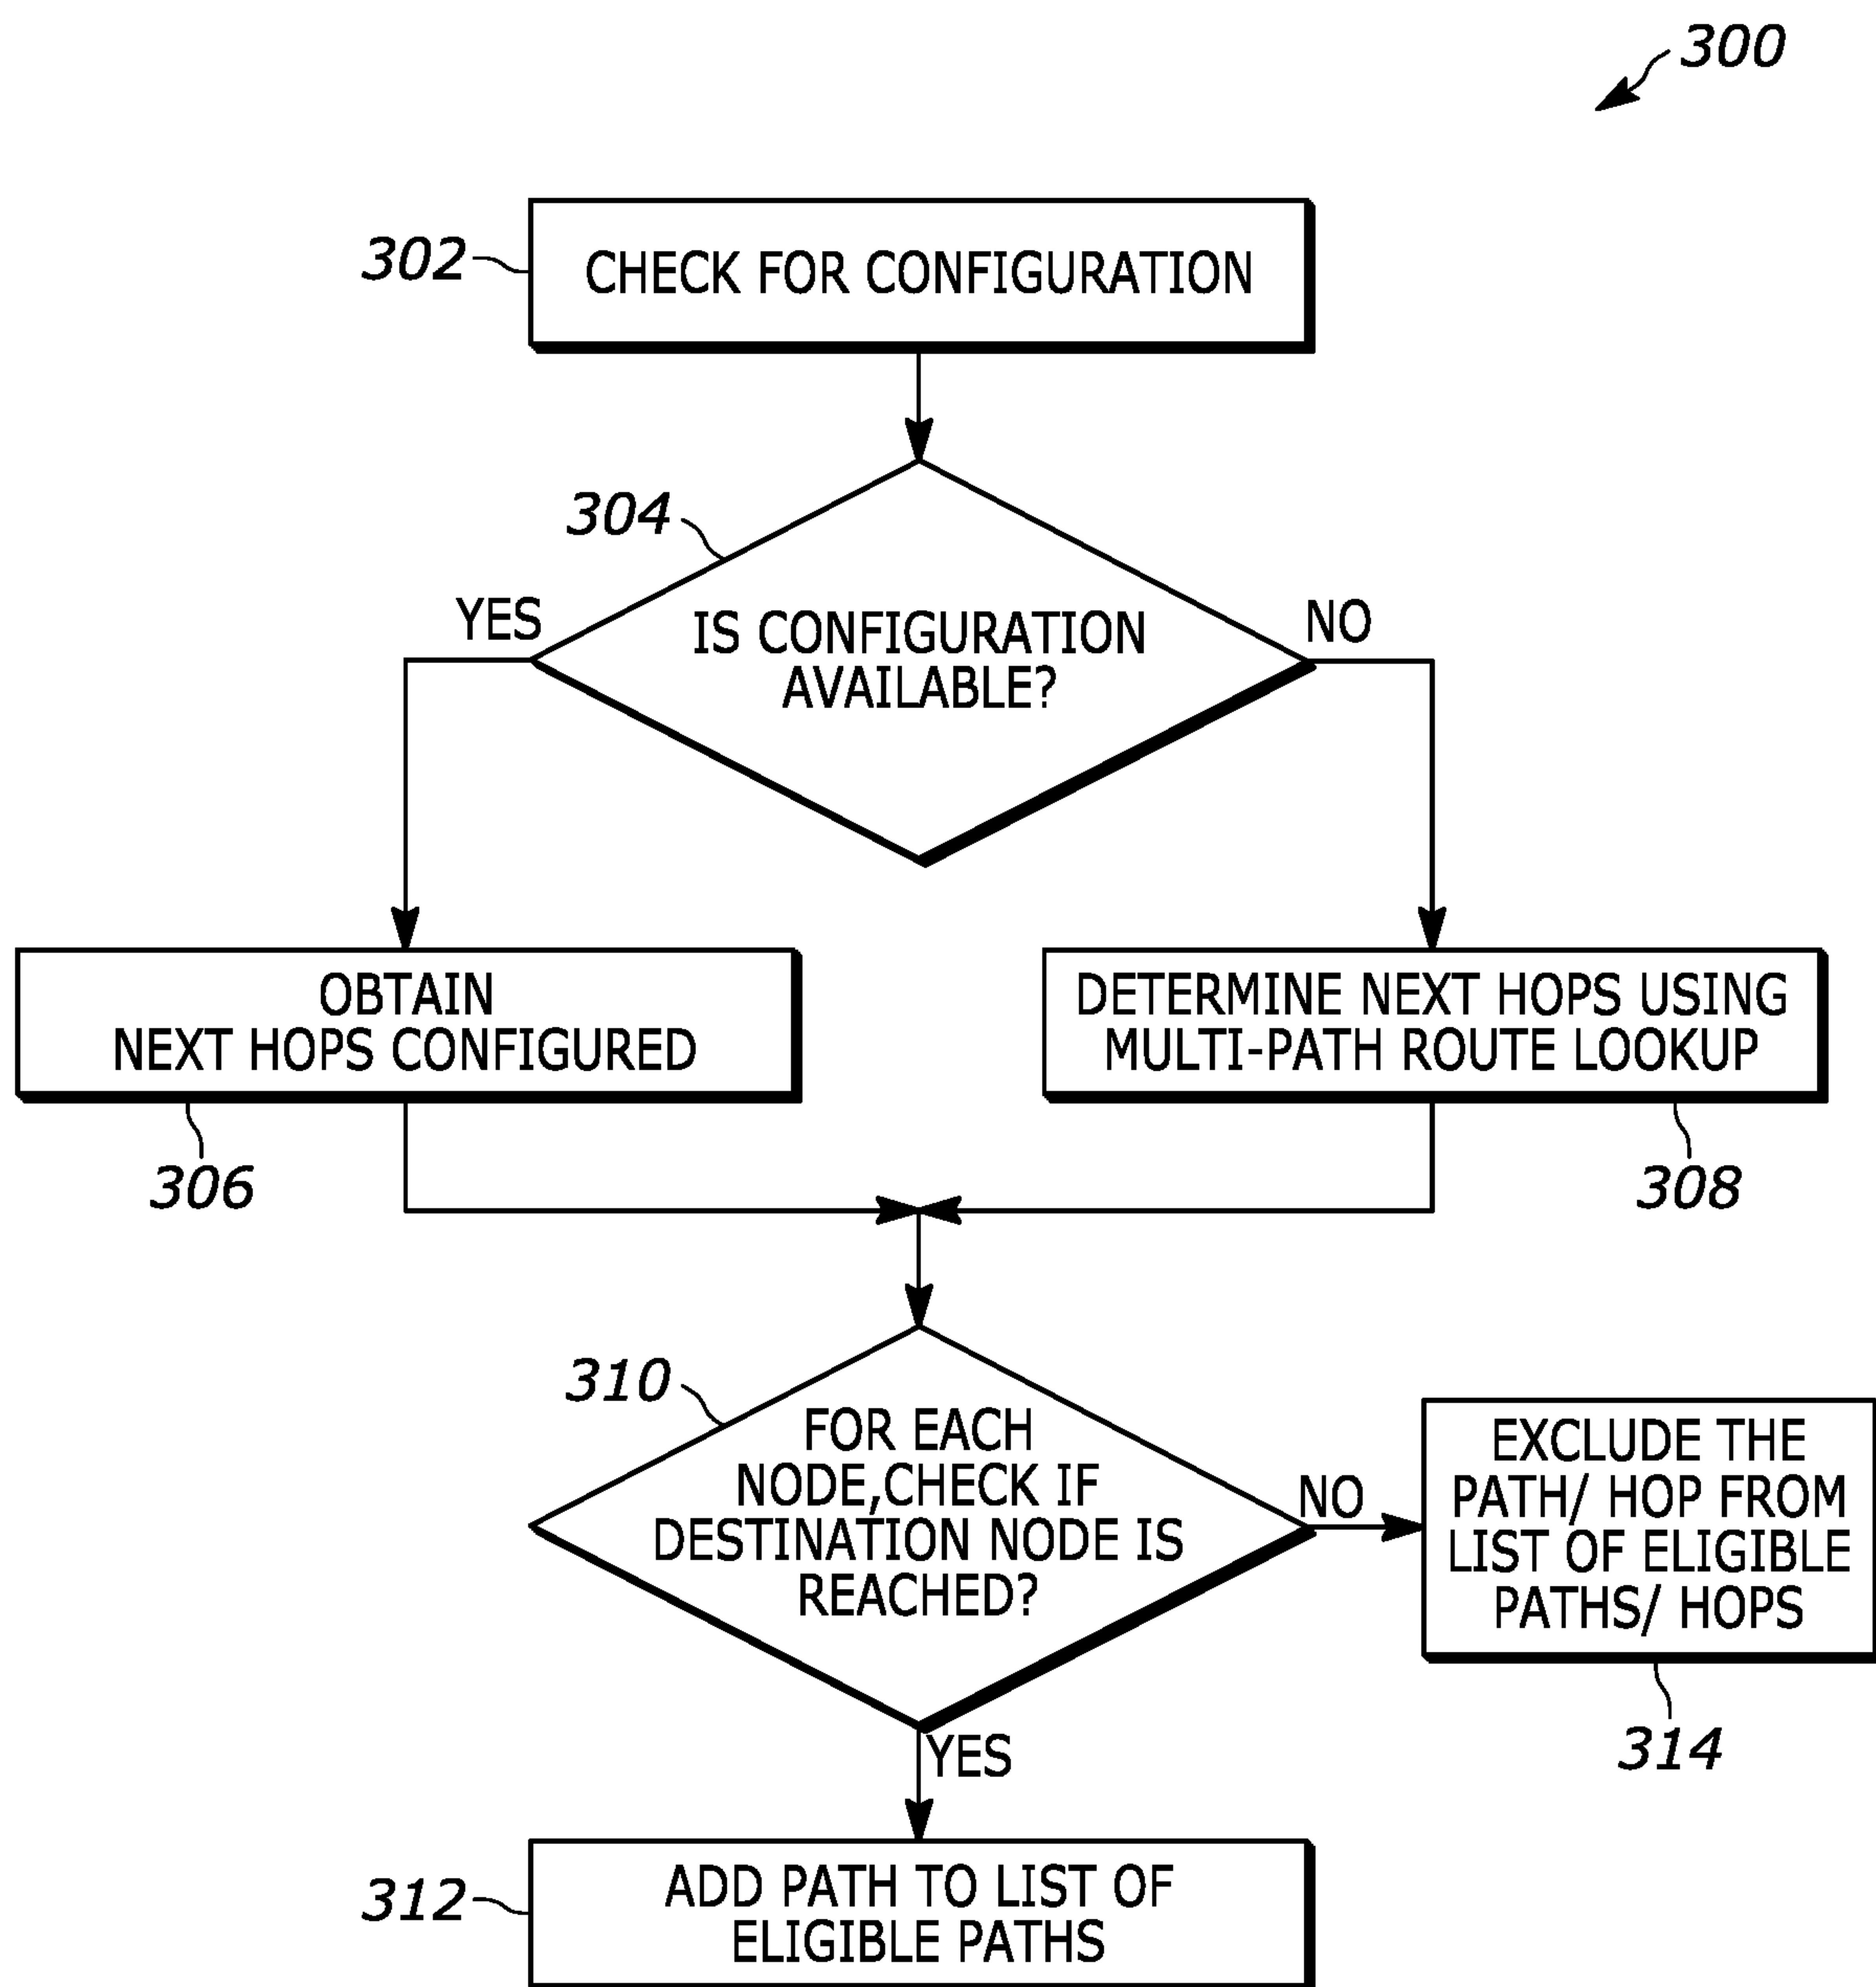 300
302
CHECK FOR CONFIGURATION
304
YES
IS CONFIGURATION
AVAILABLE?
NO
OBTAIN
NEXT HOPS CONFIGURED
306
DETERMINE NEXT HOPS USING
MULTI-PATH ROUTE LOOKUP
308
310
FOR EACH
NODE,CHECK IF
DESTINATION NODE IS
REACHED?
NO
EXCLUDE THE
PATH/ HOP FROM
LIST OF ELIGIBLE
PATHS/ HOPS
314
YES
312
ADD PATH TO LIST OF
ELIGIBLE PATHS